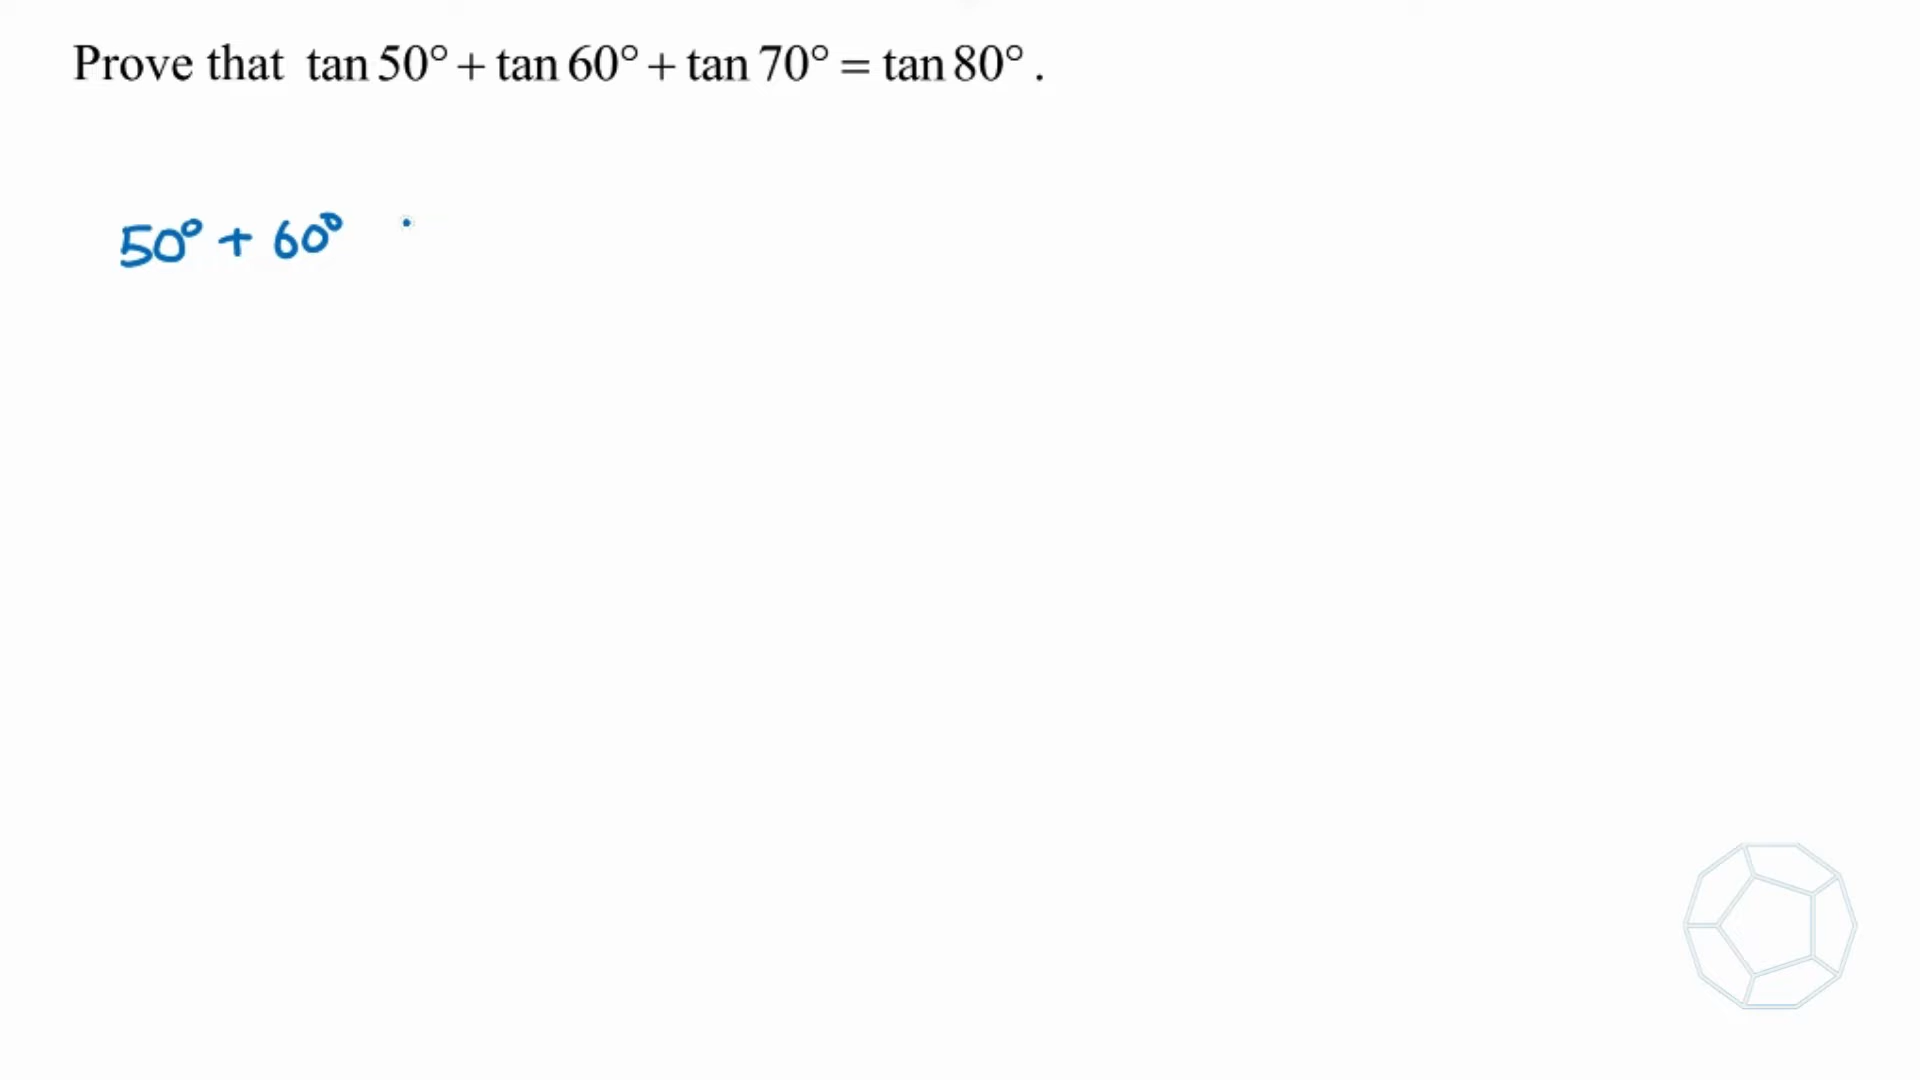 Prove that tan 50° + tan 60° + tan 70° = tan 80° .
50° + 60°